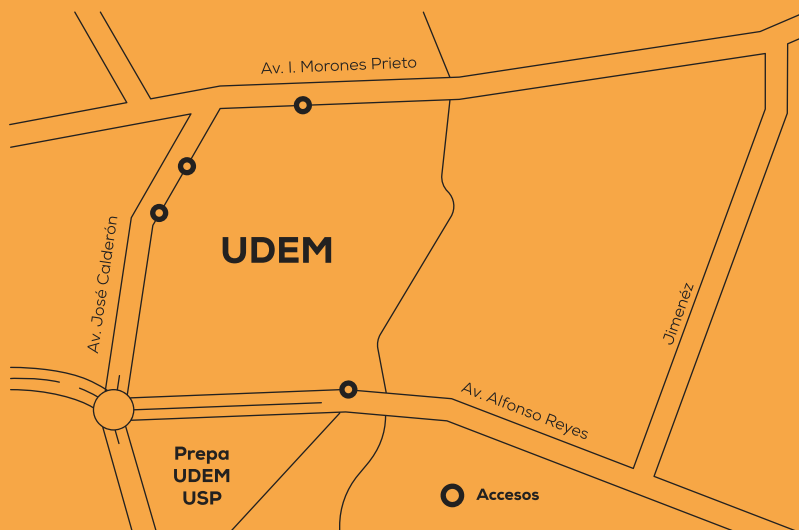 Av. I. Morones Prieto
Av. José Calderón
UDEM
Jimenéz
Av. Alfonso Reyes
Prepa
UDEM
USP
Accesos